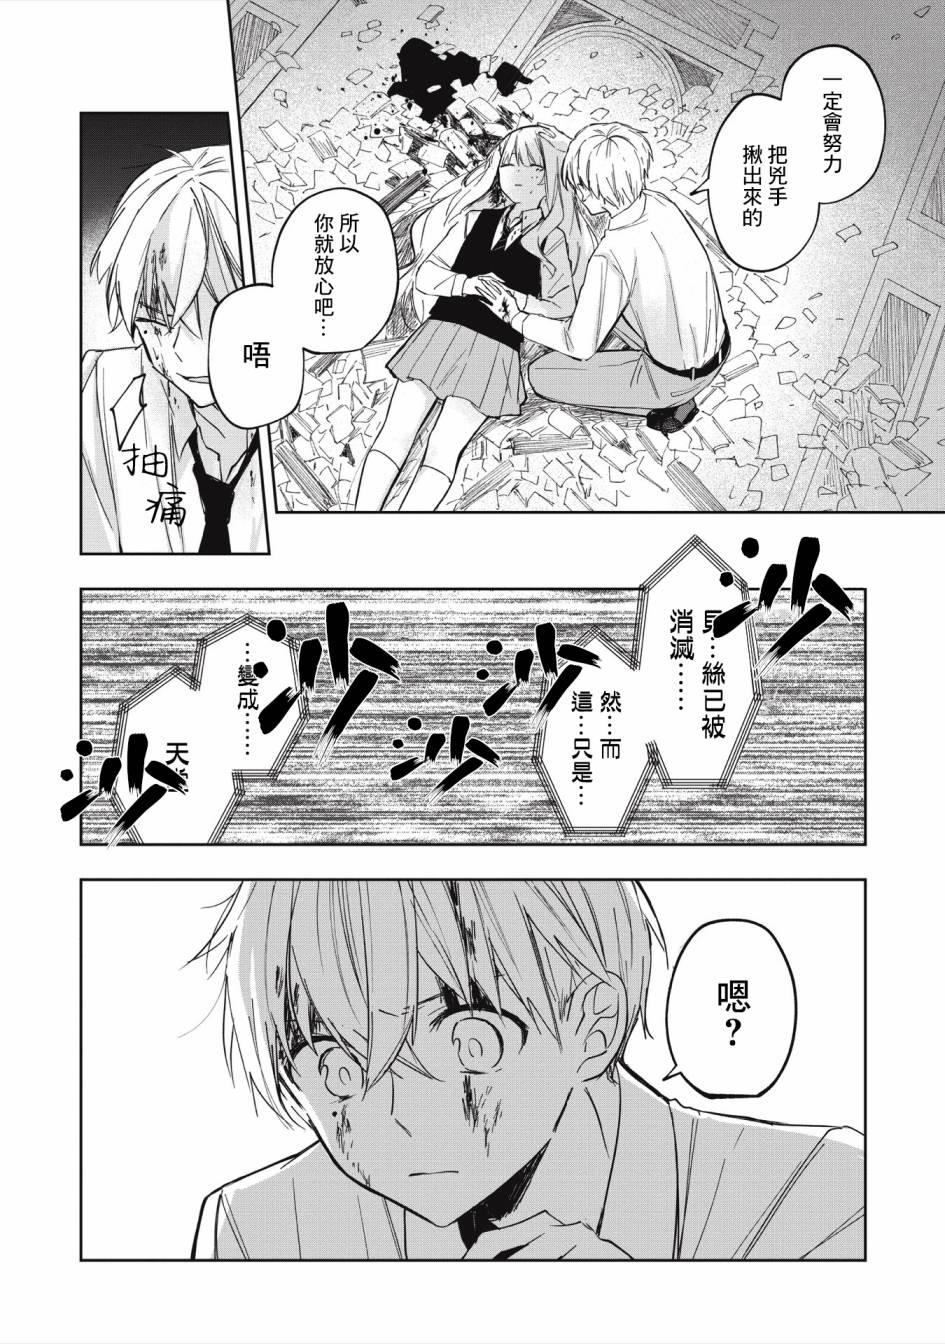 一定會努力
把兇手
揪出來的
所以
你就放心吧…
唔
抽
痛
沙
沙
…絲已被
消滅……
然…而
這…只是…
沙
沙
…變成……
沙
天
沙
嗯?